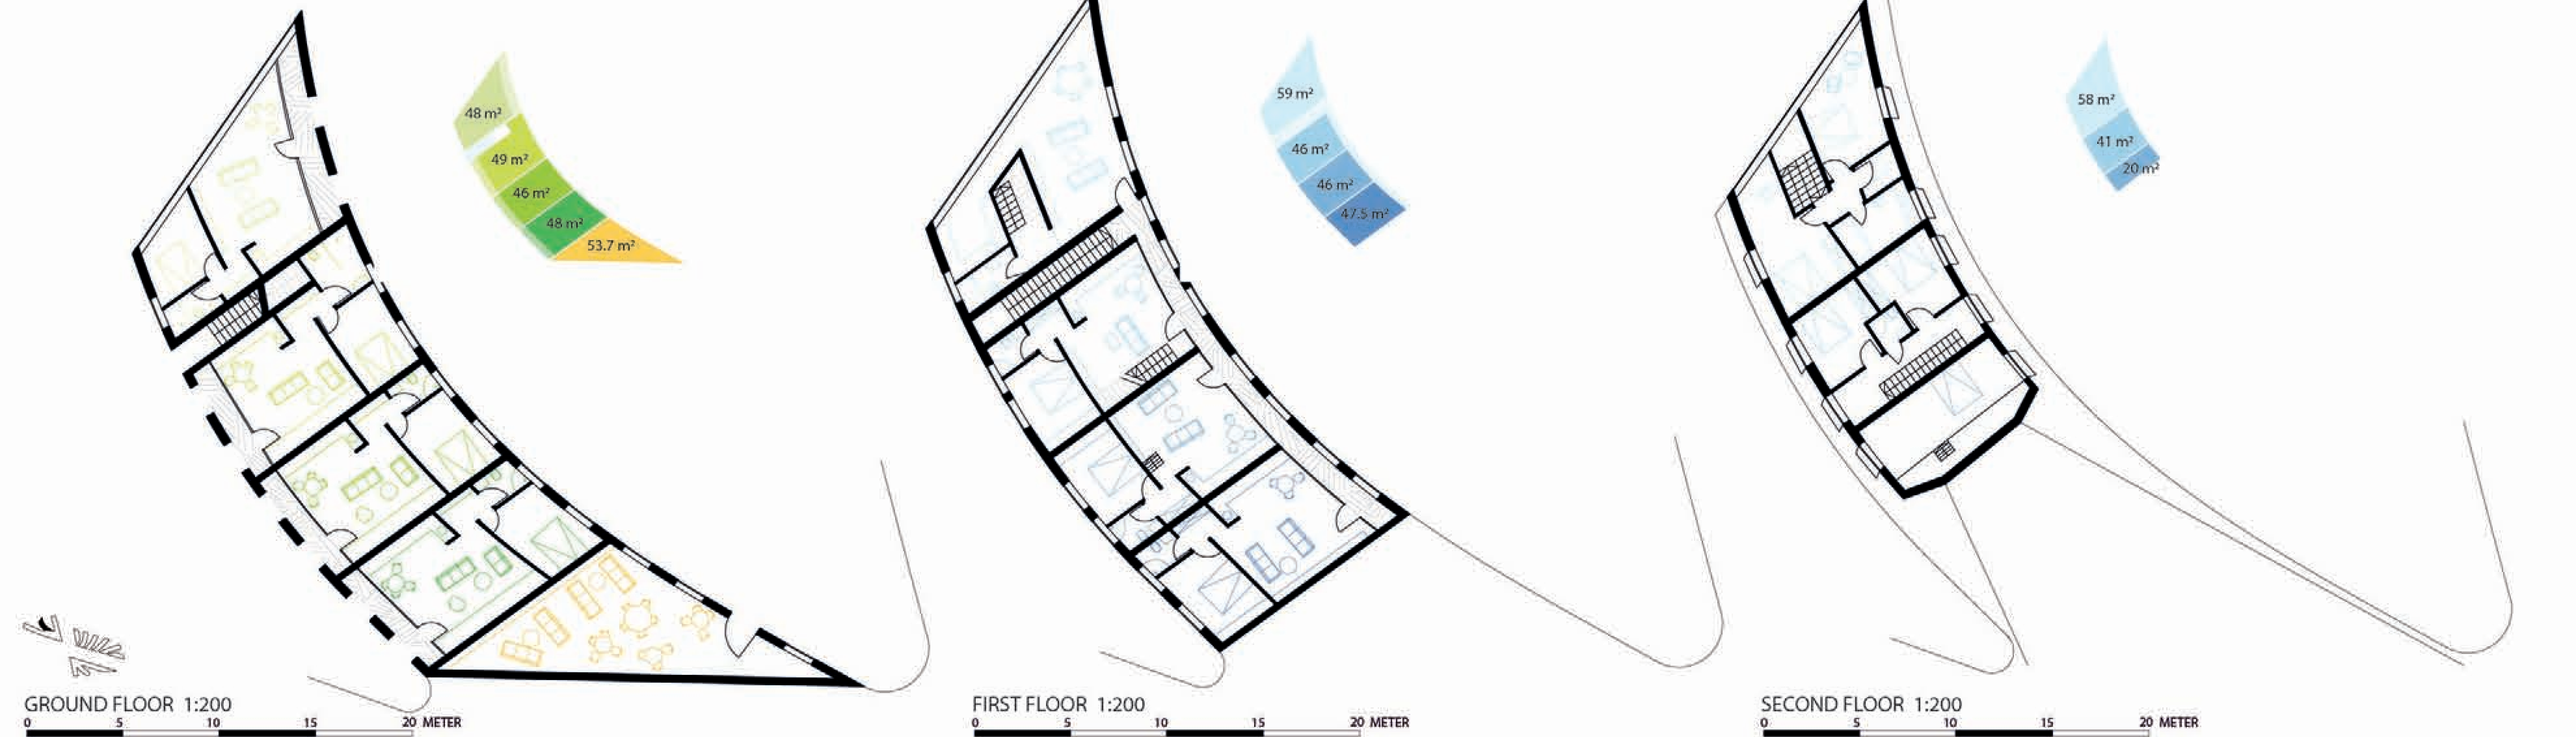 48 m²
49 m²
46 m²
48 m²
53.7 m²
GROUND FLOOR 1:200
0 5 10 15 20 METER
59 m²
46 m²
46 m²
47.5 m²
FIRST FLOOR 1:200
0 5 10 15 20 METER
58 m²
41 m²
20 m²
SECOND FLOOR 1:200
0 5 10 15 20 METER